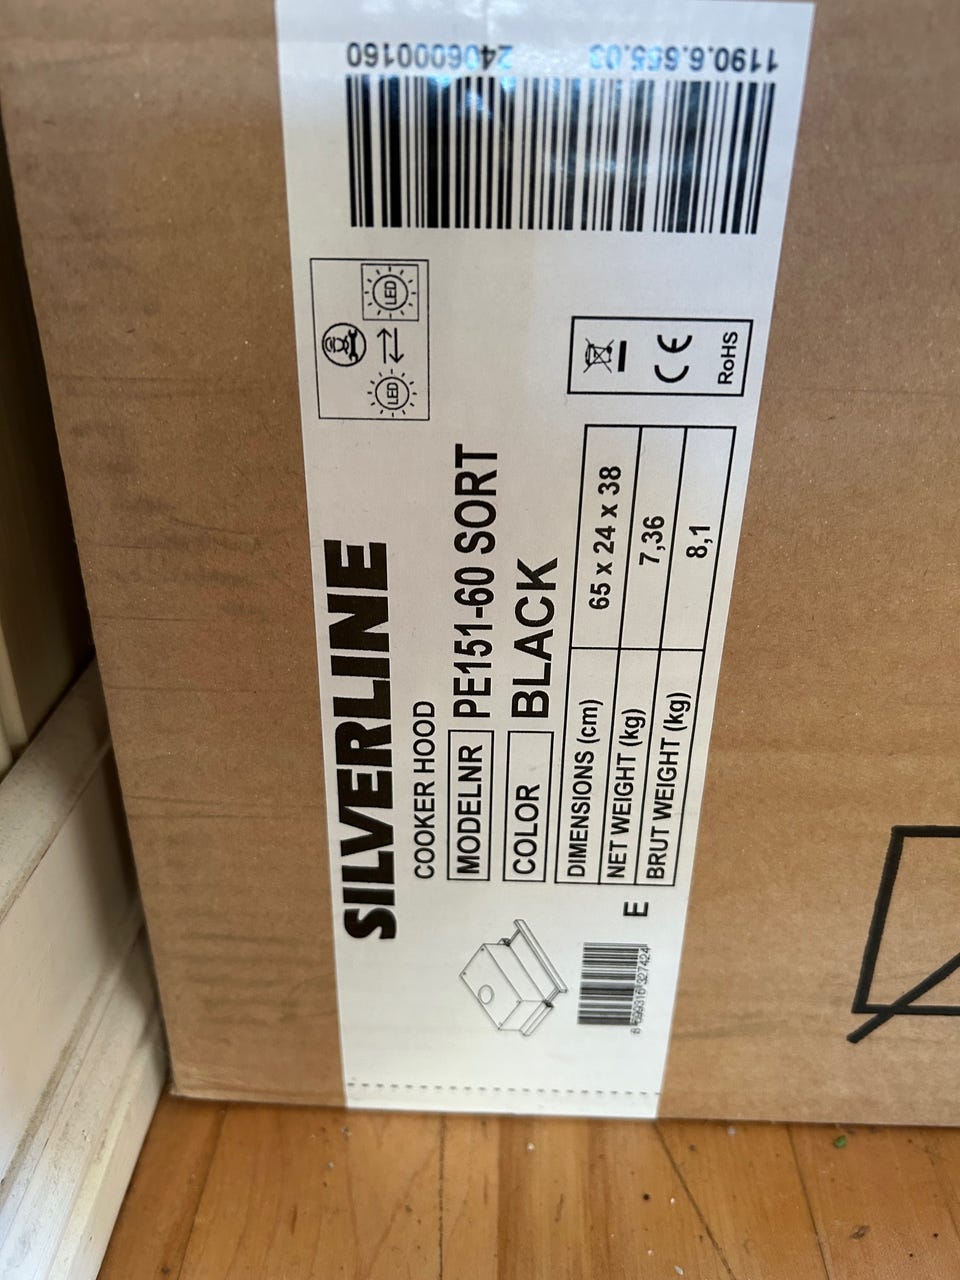 SILVERLINE
COOKER HOOD
MODELNR PE151-60 SORT
COLOR BLACK
DIMENSIONS (cm) 65 x 24 x 38
NET WEIGHT (kg) 7,36
BRUT WEIGHT (kg) 8,1
E
LED
LED
CE
RoHS
1190.6.665.03 2406000160